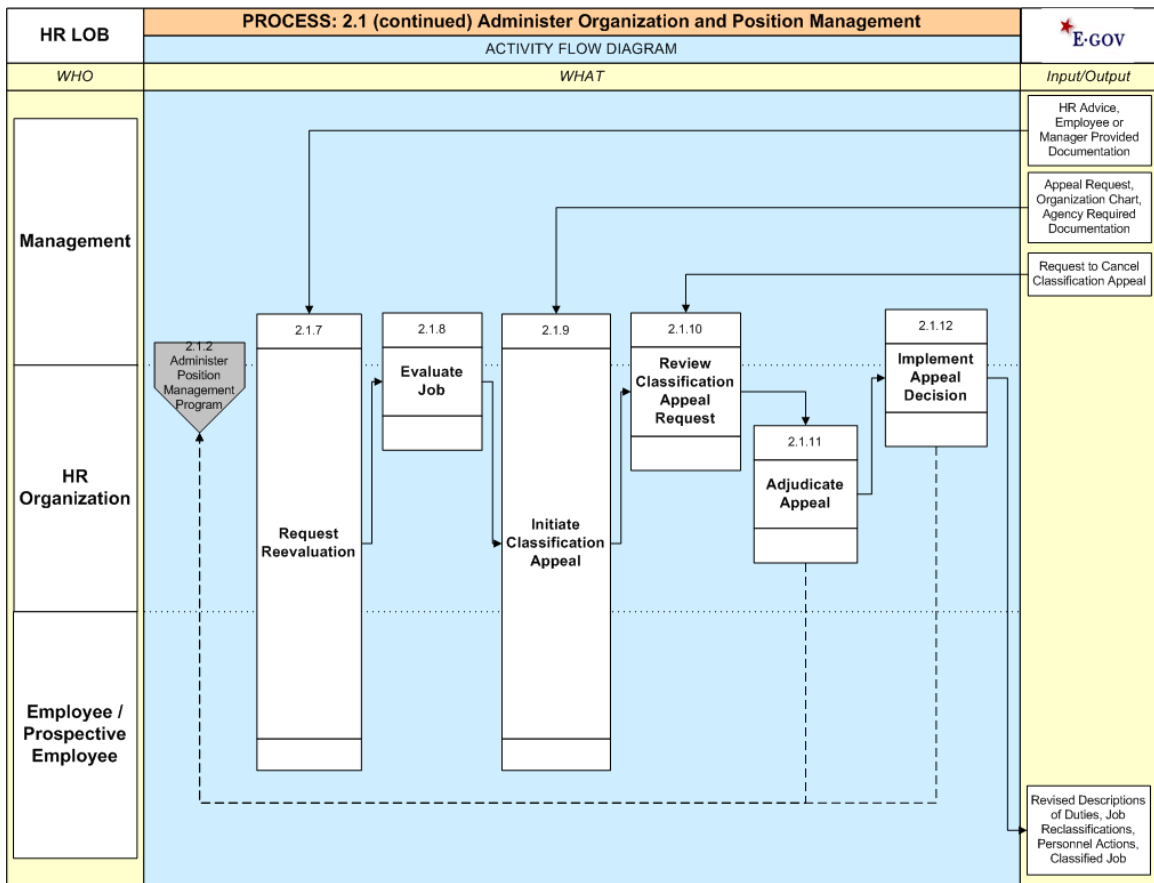 HR LOB
PROCESS: 2.1 (continued) Administer Organization and Position Management
ACTIVITY FLOW DIAGRAM
E·GOV
WHO
WHAT
Input/Output
HR Advice,
Employee or
Manager Provided
Documentation
Appeal Request,
Organization Chart,
Agency Required
Documentation
Request to Cancel
Classification Appeal
Management
HR
Organization
Employee /
Prospective
Employee
2.1.2
Administer
Position
Management
Program
2.1.7
Request
Reevaluation
2.1.8
Evaluate
Job
2.1.9
Initiate
Classification
Appeal
2.1.10
Review
Classification
Appeal
Request
2.1.11
Adjudicate
Appeal
2.1.12
Implement
Appeal
Decision
Revised Descriptions
of Duties, Job
Reclassifications,
Personnel Actions,
Classified Job